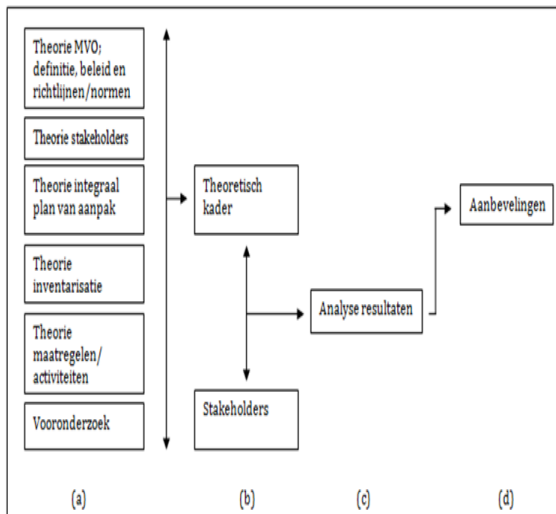 Theorie MVO;
definitie, beleid en
richtlijnen/normen
Theorie stakeholders
Theorie integraal
plan van aanpak
Theorie
inventarisatie
Theorie
maatregelen/
activiteiten
Vooronderzoek
Theoretisch
kader
Stakeholders
Analyse resultaten
Aanbevelingen
(a)
(b)
(c)
(d)